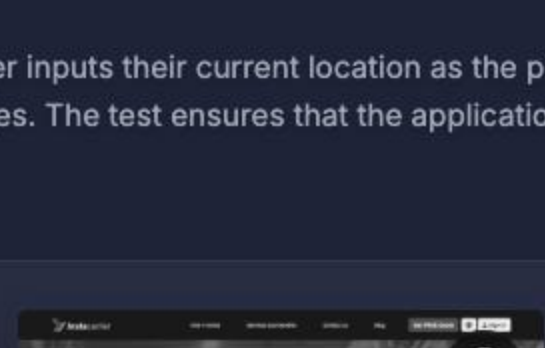 er inputs their current location as the p
es. The test ensures that the applicatio